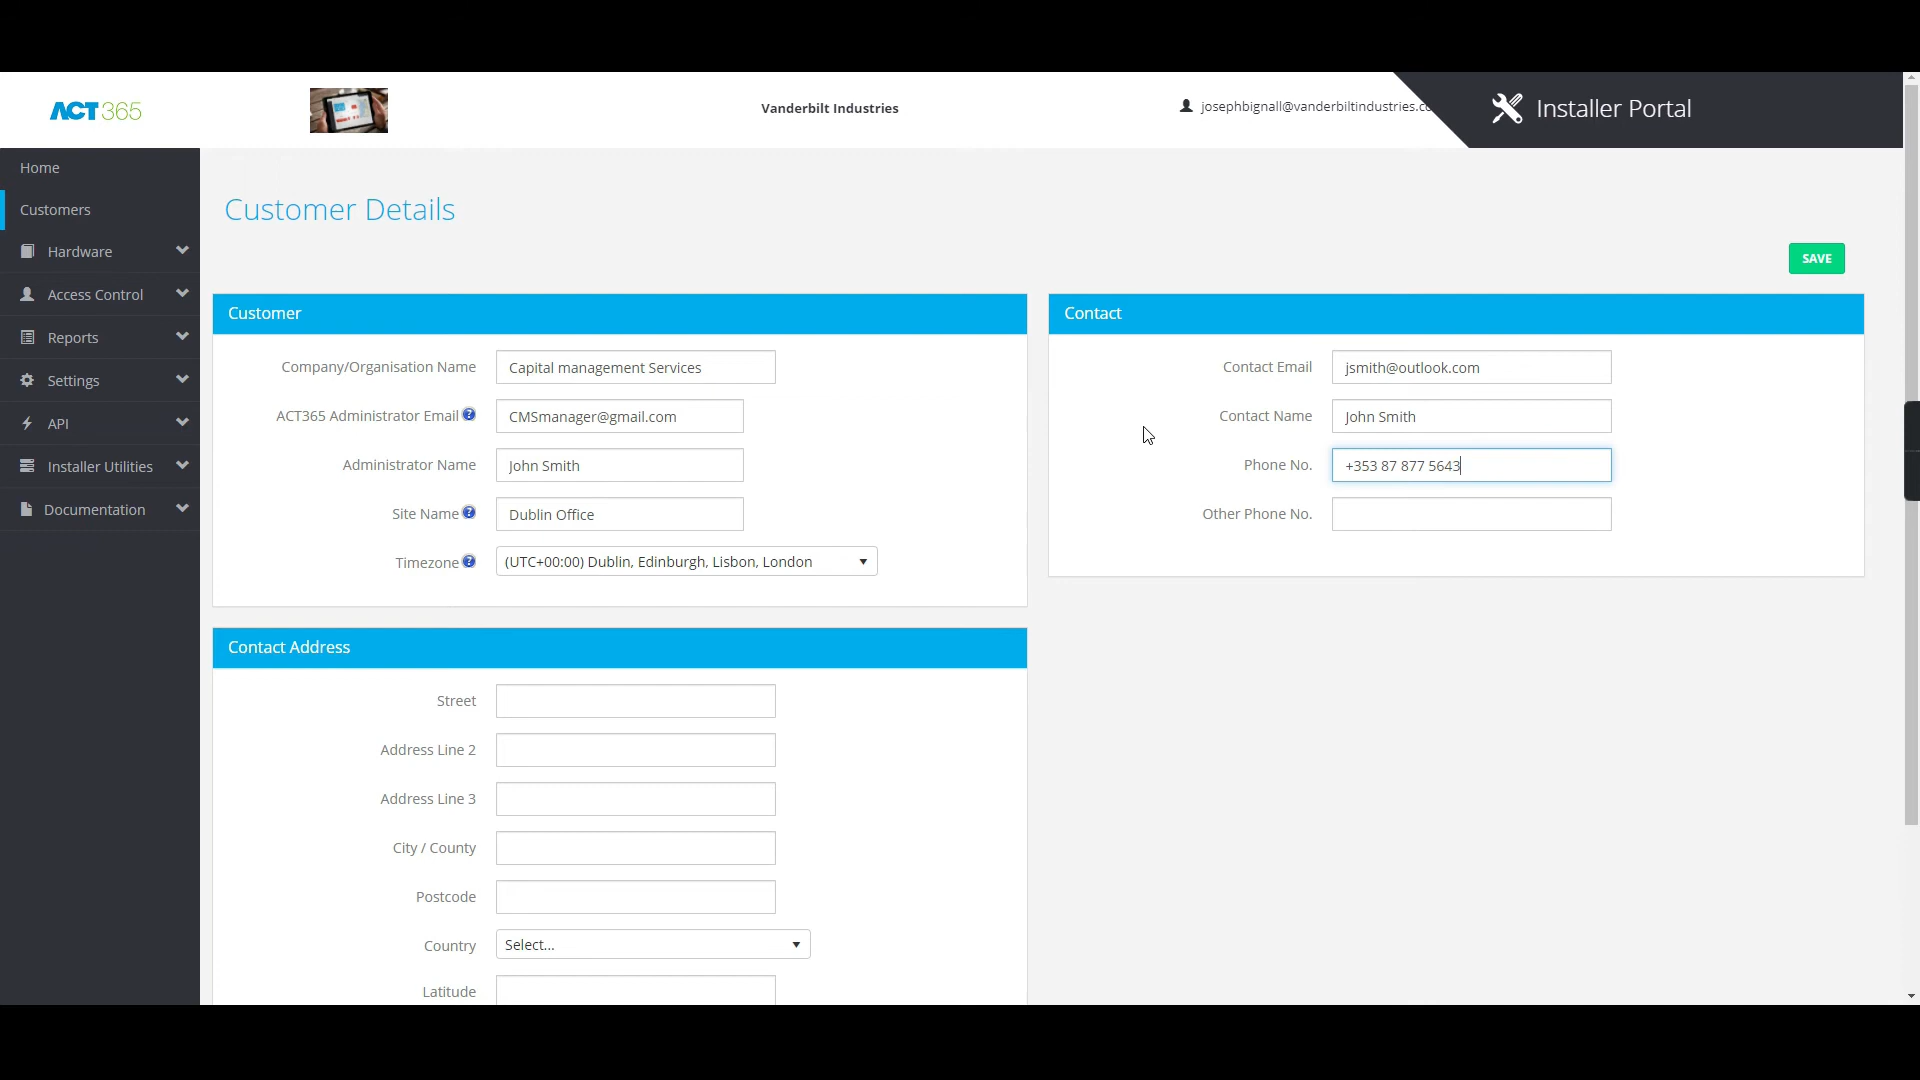 ACT365
Vanderbilt Industries
josephbignall@vanderbiltindustries.co
Installer Portal
Home
Customers
Hardware
Access Control
Reports
Settings
API
Installer Utilities
Documentation
Customer Details
SAVE
Customer
Company/Organisation Name
Capital management Services
ACT365 Administrator Email
CMSmanager@gmail.com
Administrator Name
John Smith
Site Name
Dublin Office
Timezone
(UTC+00:00) Dublin, Edinburgh, Lisbon, London
Contact
Contact Email
jsmith@outlook.com
Contact Name
John Smith
Phone No.
+353 87 877 5643
Other Phone No.
Contact Address
Street
Address Line 2
Address Line 3
City / County
Postcode
Country
Select...
Latitude